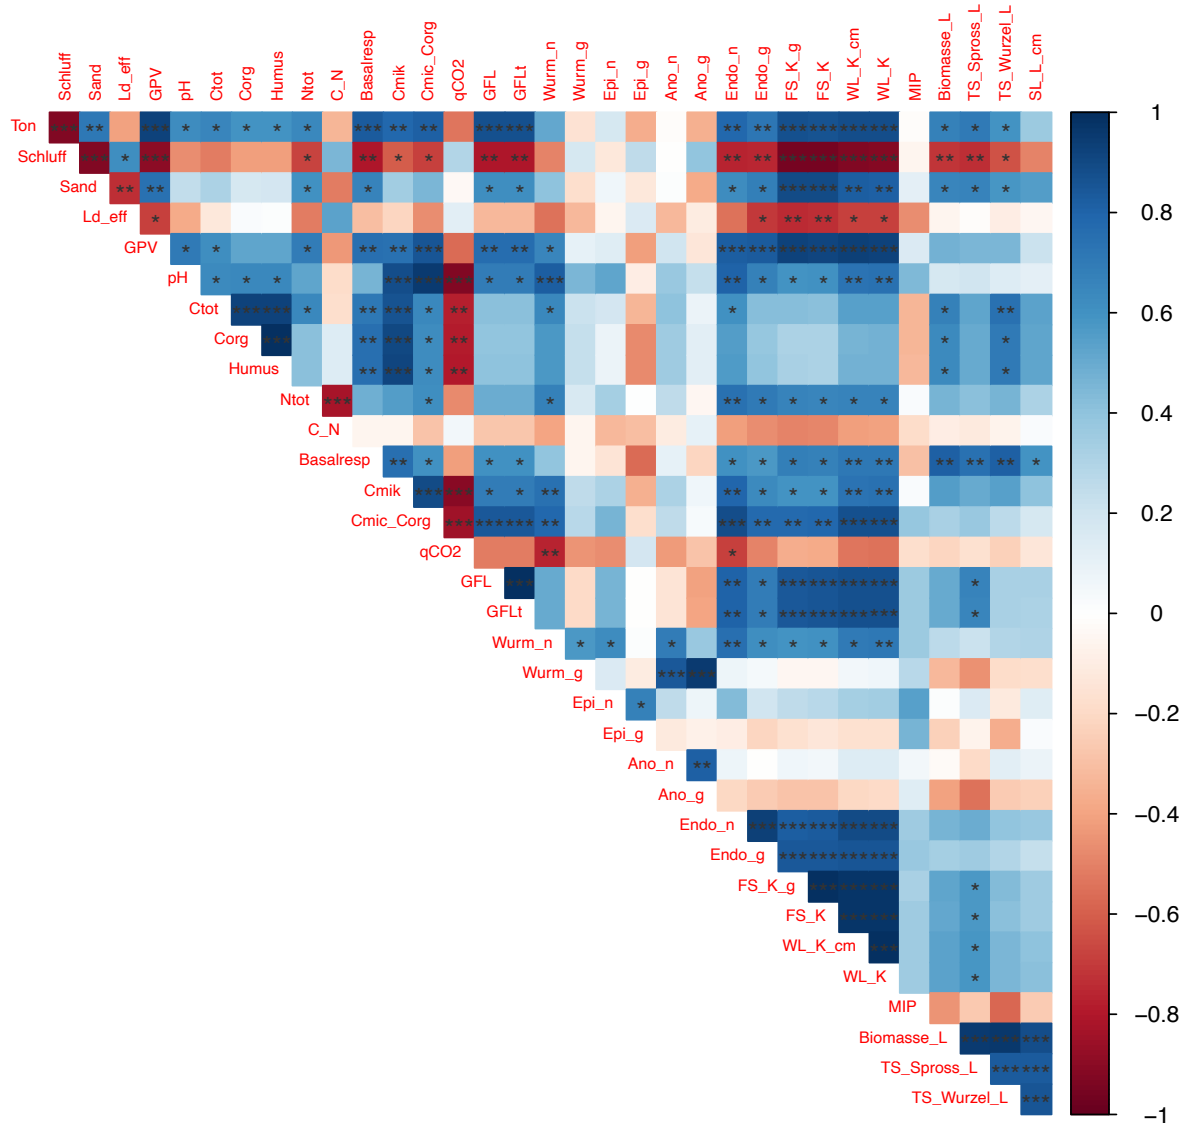 Schluff Sand Ld_eff GPV pH Ctot Corg Humus Ntot C_N Basalresp Cmik Cmic_Corg qCO2 GFL GFLt Wurm_n Wurm_g Epi_n Epi_g Ano_n Ano_g Endo_n Endo_g FS_K_g FS_K WL_K_cm WL_K MIP Biomasse_L TS_Spross_L TS_Wurzel_L SL_L_cm
Ton *** ** *** * * * * * *** ** ** *** *** ** ** *** *** *** *** * * *
Schluff *** * *** * ** * * ** ** ** ** *** *** *** *** ** ** *
Sand ** ** * * * * * * *** *** ** ** * * *
Ld_eff * * ** ** * *
GPV * * * ** ** *** ** ** * *** *** *** *** *** ***
pH * * * *** *** *** * * *** ** * * * ** **
Ctot *** *** * ** *** * ** * * * **
Corg *** ** *** * ** * *
Humus ** *** * ** * *
Ntot *** * * ** * * * * *
C_N
Basalresp ** * * * * * * * ** ** ** ** ** *
Cmik *** *** * * ** ** * * * ** **
Cmic_Corg *** *** *** ** *** ** ** ** *** ***
qCO2 ** *
GFL *** ** * *** *** *** *** *
GFLt ** * *** *** *** *** *
Wurm_n * * * ** * * * * **
Wurm_g *** ***
Epi_n *
Epi_g
Ano_n **
Ano_g
Endo_n *** *** *** *** ***
Endo_g *** *** *** ***
FS_K_g *** *** *** *
FS_K *** *** *
WL_K_cm *** *
WL_K *
MIP
Biomasse_L *** *** ***
TS_Spross_L *** ***
TS_Wurzel_L ***
1
0.8
0.6
0.4
0.2
0
−0.2
−0.4
−0.6
−0.8
−1